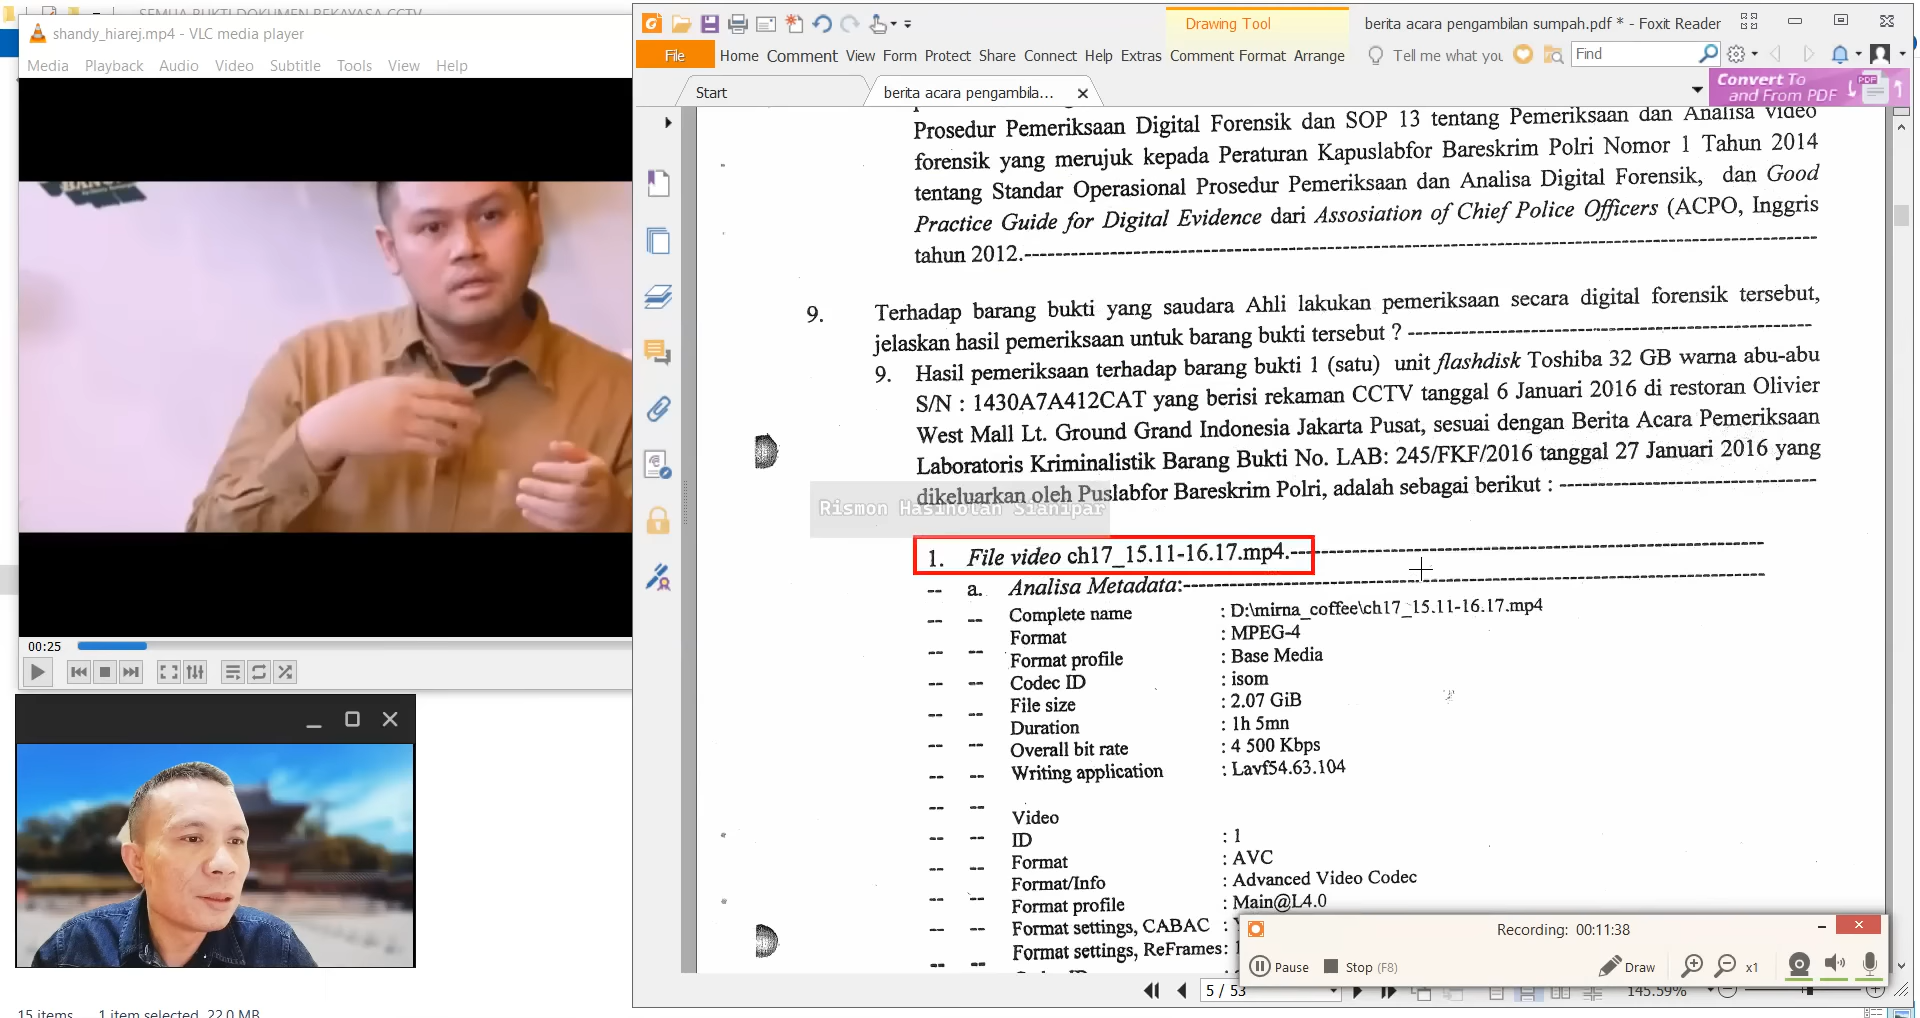 SEMUA BUKTI DOKUMEN REKAYASA CCTV
shandy_hiarej.mp4 - VLC media player
Media Playback Audio Video Subtitle Tools View Help
00:25
Drawing Tool
berita acara pengambilan sumpah.pdf * - Foxit Reader
File Home Comment View Form Protect Share Connect Help Extras Comment Format Arrange
Tell me what you
Find
Start
berita acara pengambila...
Convert To
and From PDF
PDF
Prosedur Pemeriksaan Digital Forensik dan SOP 13 tentang Pemeriksaan dan Analisa video
forensik yang merujuk kepada Peraturan Kapuslabfor Bareskrim Polri Nomor 1 Tahun 2014
tentang Standar Operasional Prosedur Pemeriksaan dan Analisa Digital Forensik, dan Good
Practice Guide for Digital Evidence dari Assosiation of Chief Police Officers (ACPO, Inggris
tahun 2012.
9. Terhadap barang bukti yang saudara Ahli lakukan pemeriksaan secara digital forensik tersebut,
jelaskan hasil pemeriksaan untuk barang bukti tersebut ?
9. Hasil pemeriksaan terhadap barang bukti 1 (satu) unit flashdisk Toshiba 32 GB warna abu-abu
S/N : 1430A7A412CAT yang berisi rekaman CCTV tanggal 6 Januari 2016 di restoran Olivier
West Mall Lt. Ground Grand Indonesia Jakarta Pusat, sesuai dengan Berita Acara Pemeriksaan
Laboratoris Kriminalistik Barang Bukti No. LAB: 245/FKF/2016 tanggal 27 Januari 2016 yang
dikeluarkan oleh Puslabfor Bareskrim Polri, adalah sebagai berikut :
Rismon Hasiholan Sianipar
1. File video ch17_15.11-16.17.mp4.
-- a. Analisa Metadata:
-- -- Complete name : D:\mirna_coffee\ch17_15.11-16.17.mp4
-- -- Format : MPEG-4
-- -- Format profile : Base Media
-- -- Codec ID : isom
-- -- File size : 2.07 GiB
-- -- Duration : 1h 5mn
-- -- Overall bit rate : 4 500 Kbps
-- -- Writing application : Lavf54.63.104
-- -- Video
-- -- ID : 1
-- -- Format : AVC
-- -- Format/Info : Advanced Video Codec
-- -- Format profile : Main@L4.0
-- -- Format settings, CABAC :
-- -- Format settings, ReFrames:
Recording: 00:11:38
Pause Stop (F8) Draw x1
5 / 53
145.59%
15 items 1 item selected 22.0 MB